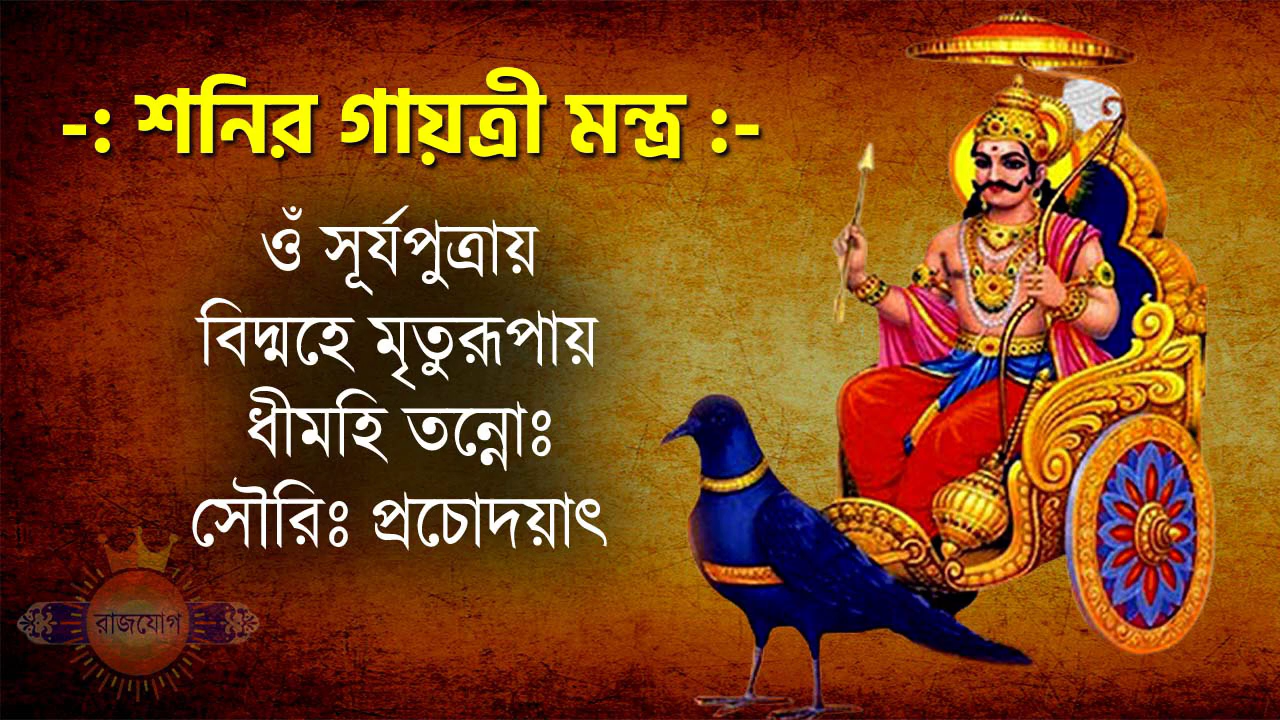 -: শনির গায়ত্রী মন্ত্র :-
ওঁ সূর্যপুত্রায়
বিদ্মহে মৃতুরূপায়
ধীমহি তন্নোঃ
সৌরিঃ প্রচোদয়াৎ
রাজযোগ